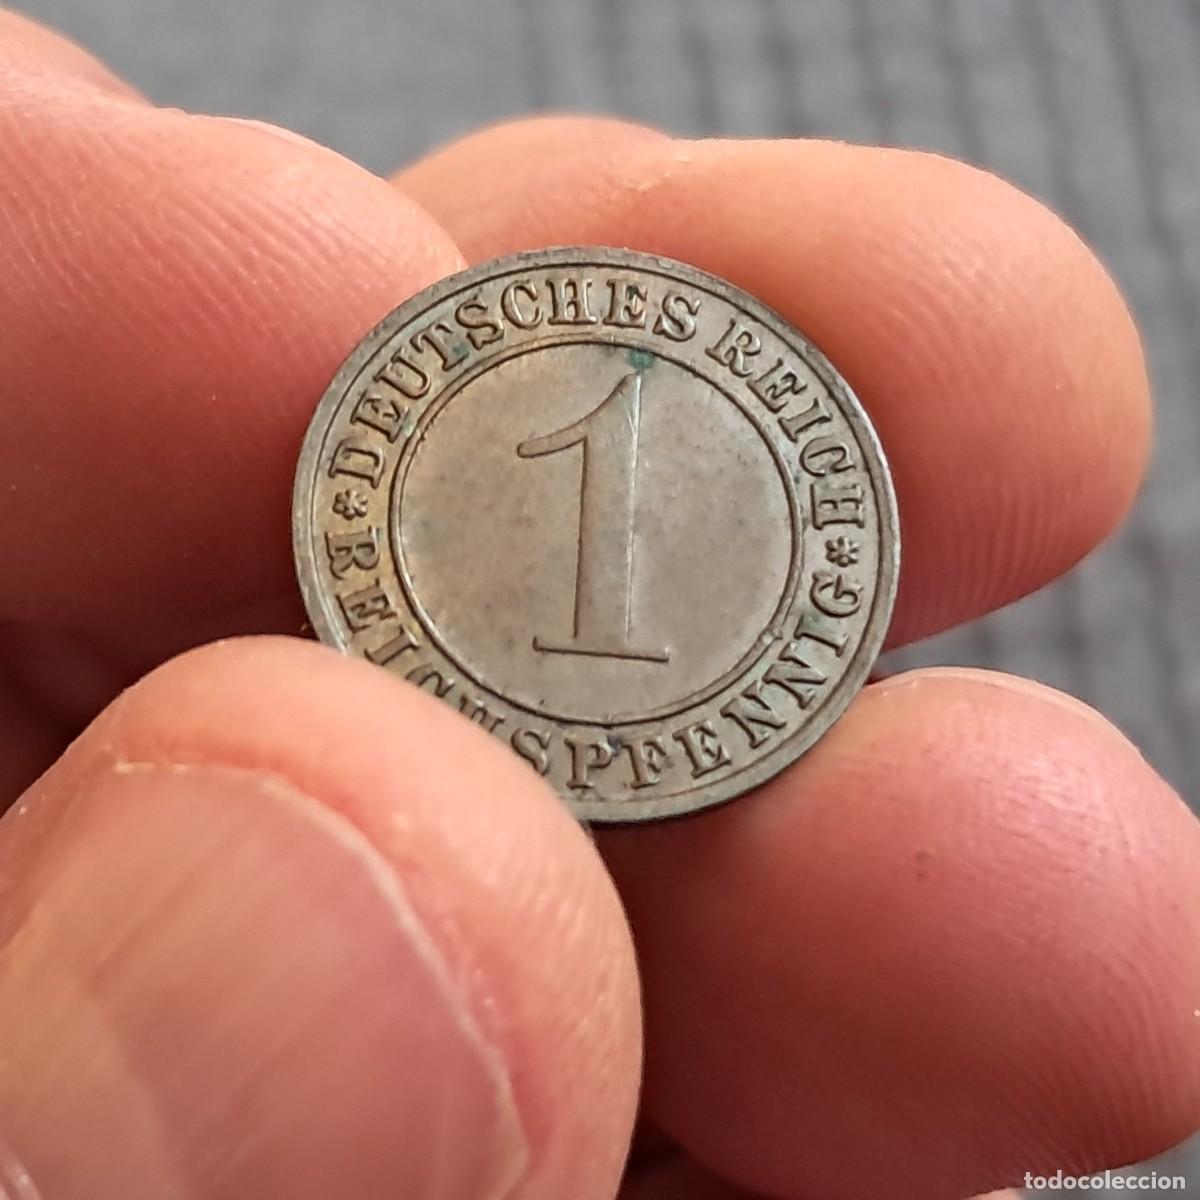 DEUTSCHES REICH
1
* REICHSPFENNIG *
todocoleccion